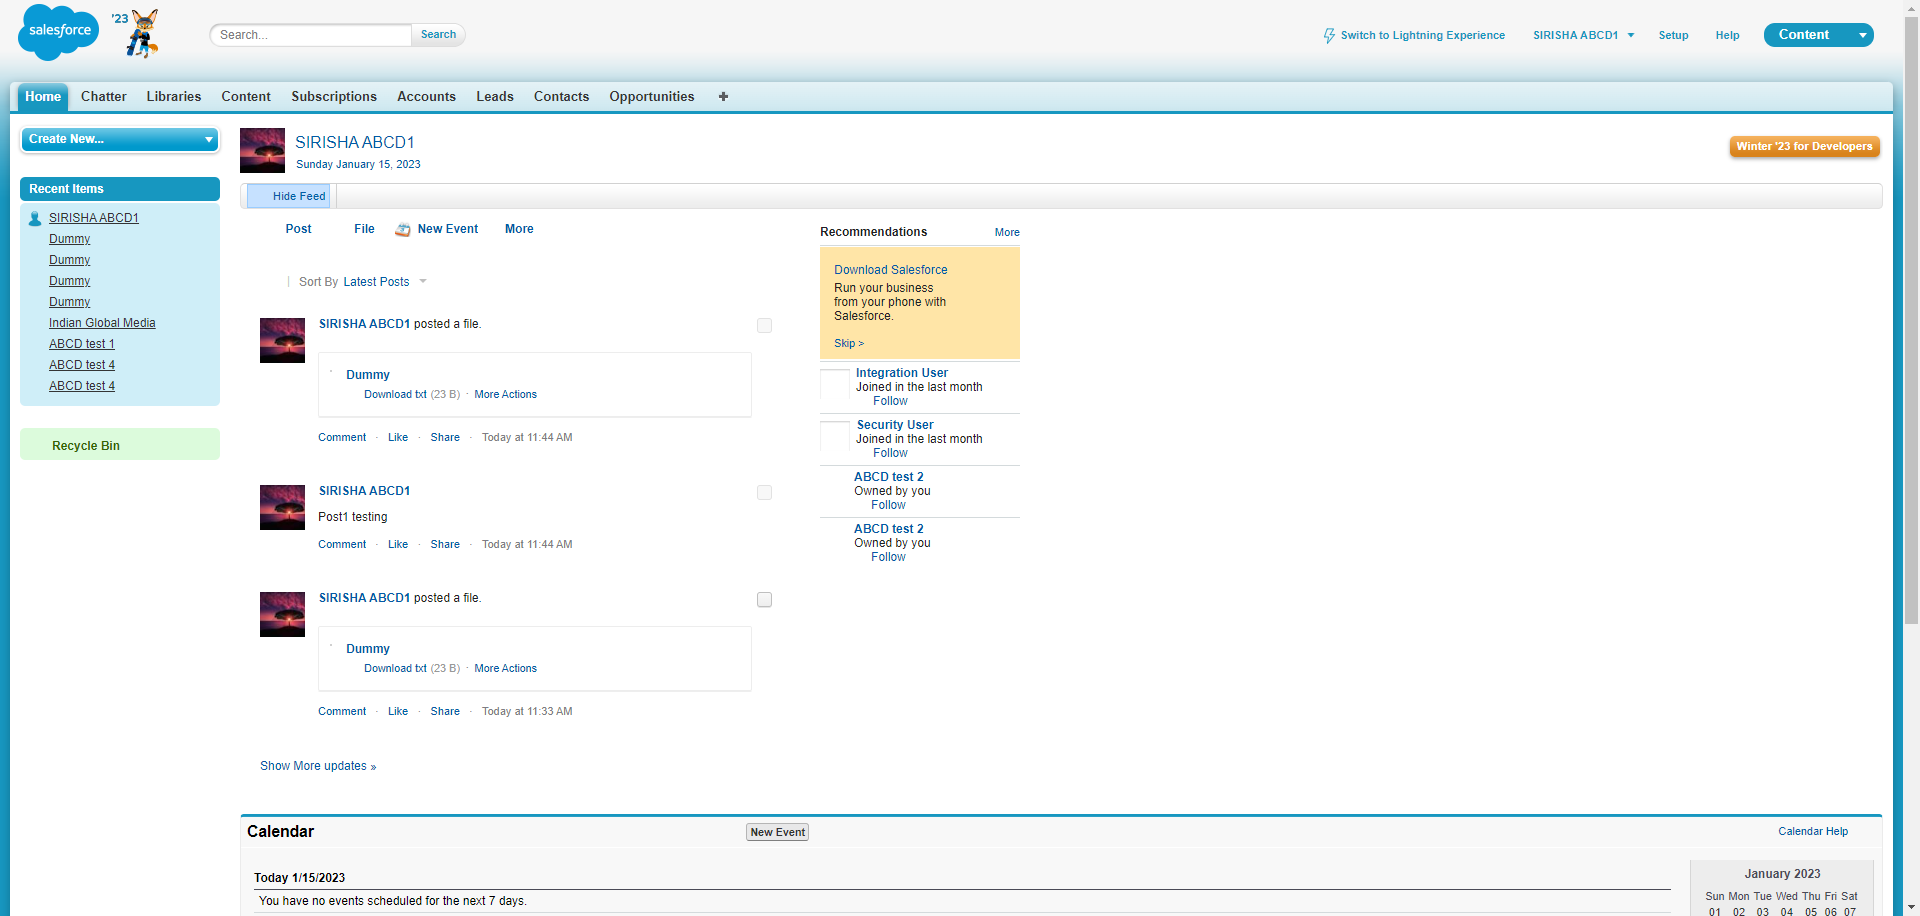 salesforce
'23
Search...
Search
Switch to Lightning Experience
SIRISHA ABCD1
Setup
Help
Content
Home
Chatter
Libraries
Content
Subscriptions
Accounts
Leads
Contacts
Opportunities
+
Create New...
Recent Items
SIRISHA ABCD1
Dummy
Dummy
Dummy
Dummy
Indian Global Media
ABCD test 1
ABCD test 4
ABCD test 4
Recycle Bin
SIRISHA ABCD1
Sunday January 15, 2023
Winter '23 for Developers
Hide Feed
Post
File
New Event
More
Sort By Latest Posts
SIRISHA ABCD1 posted a file.
Dummy
Download txt (23 B) · More Actions
Comment · Like · Share · Today at 11:44 AM
SIRISHA ABCD1
Post1 testing
Comment · Like · Share · Today at 11:44 AM
SIRISHA ABCD1 posted a file.
Dummy
Download txt (23 B) · More Actions
Comment · Like · Share · Today at 11:33 AM
Show More updates »
Recommendations
More
Download Salesforce
Run your business
from your phone with
Salesforce.
Skip >
Integration User
Joined in the last month
Follow
Security User
Joined in the last month
Follow
ABCD test 2
Owned by you
Follow
ABCD test 2
Owned by you
Follow
Calendar
New Event
Calendar Help
Today 1/15/2023
You have no events scheduled for the next 7 days.
January 2023
Sun Mon Tue Wed Thu Fri Sat
01 02 03 04 05 06 07